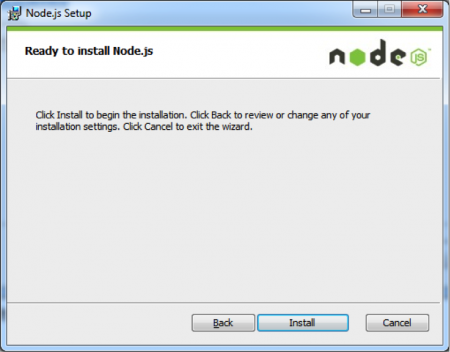 Node.js Setup
Ready to install Node.js
node
JS
Click Install to begin the installation. Click Back to review or change any of your
installation settings. Click Cancel to exit the wizard.
Back
Install
Cancel